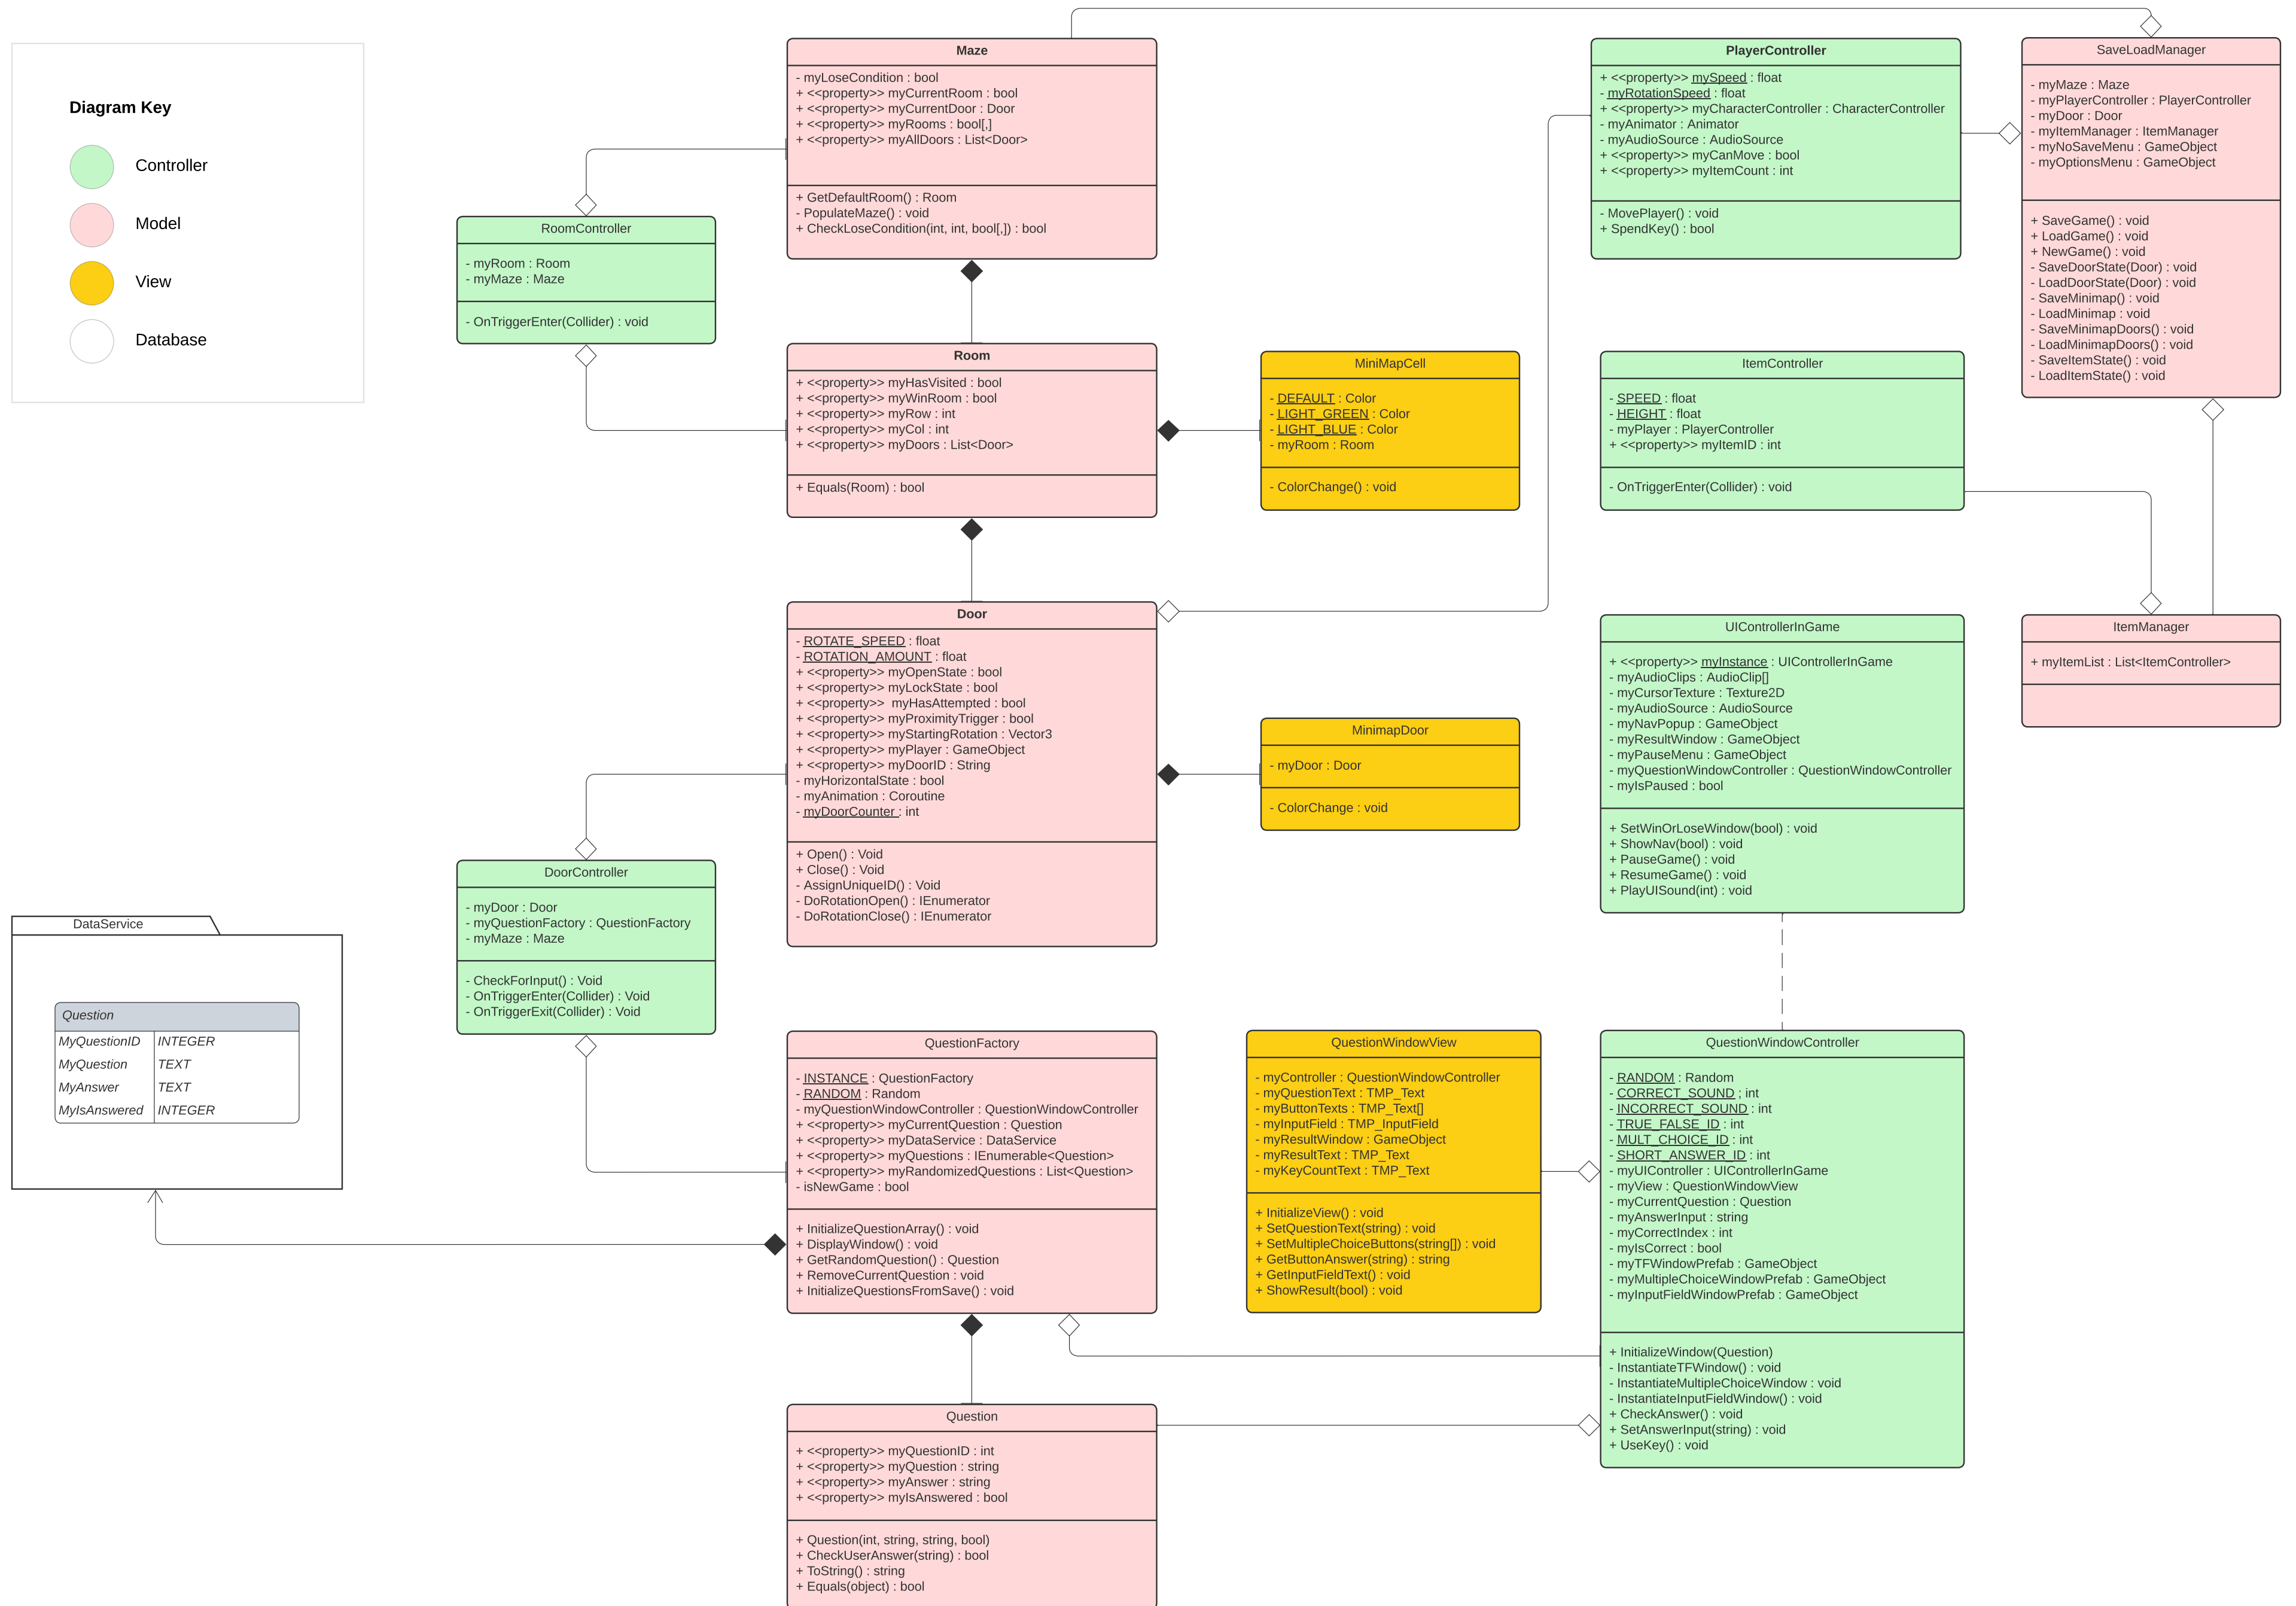 Diagram Key
Controller
Model
View
Database
Maze
- myLoseCondition : bool
+ <<property>> myCurrentRoom : bool
+ <<property>> myCurrentDoor : Door
+ <<property>> myRooms : bool[,]
+ <<property>> myAllDoors : List<Door>
+ GetDefaultRoom() : Room
- PopulateMaze() : void
+ CheckLoseCondition(int, int, bool[,]) : bool
PlayerController
+ <<property>> mySpeed : float
- myRotationSpeed : float
+ <<property>> myCharacterController : CharacterController
- myAnimator : Animator
- myAudioSource : AudioSource
+ <<property>> myCanMove : bool
+ <<property>> myItemCount : int
- MovePlayer() : void
+ SpendKey() : bool
SaveLoadManager
- myMaze : Maze
- myPlayerController : PlayerController
- myDoor : Door
- myItemManager : ItemManager
- myNoSaveMenu : GameObject
- myOptionsMenu : GameObject
+ SaveGame() : void
+ LoadGame() : void
+ NewGame() : void
- SaveDoorState(Door) : void
- LoadDoorState(Door) : void
- SaveMinimap() : void
- LoadMinimap : void
- SaveMinimapDoors() : void
- LoadMinimapDoors() : void
- SaveItemState() : void
- LoadItemState() : void
RoomController
- myRoom : Room
- myMaze : Maze
- OnTriggerEnter(Collider) : void
Room
+ <<property>> myHasVisited : bool
+ <<property>> myWinRoom : bool
+ <<property>> myRow : int
+ <<property>> myCol : int
+ <<property>> myDoors : List<Door>
+ Equals(Room) : bool
MiniMapCell
- DEFAULT : Color
- LIGHT_GREEN : Color
- LIGHT_BLUE : Color
- myRoom : Room
- ColorChange() : void
ItemController
- SPEED : float
- HEIGHT : float
- myPlayer : PlayerController
+ <<property>> myItemID : int
- OnTriggerEnter(Collider) : void
Door
- ROTATE_SPEED : float
- ROTATION_AMOUNT : float
+ <<property>> myOpenState : bool
+ <<property>> myLockState : bool
+ <<property>>  myHasAttempted : bool
+ <<property>> myProximityTrigger : bool
+ <<property>> myStartingRotation : Vector3
+ <<property>> myPlayer : GameObject
+ <<property>> myDoorID : String
- myHorizontalState : bool
- myAnimation : Coroutine
- myDoorCounter : int
+ Open() : Void
+ Close() : Void
- AssignUniqueID() : Void
- DoRotationOpen() : IEnumerator
- DoRotationClose() : IEnumerator
MinimapDoor
- myDoor : Door
- ColorChange : void
UIControllerInGame
+ <<property>> myInstance : UIControllerInGame
- myAudioClips : AudioClip[]
- myCursorTexture : Texture2D
- myAudioSource : AudioSource
- myNavPopup : GameObject
- myResultWindow : GameObject
- myPauseMenu : GameObject
- myQuestionWindowController : QuestionWindowController
- myIsPaused : bool
+ SetWinOrLoseWindow(bool) : void
+ ShowNav(bool) : void
+ PauseGame() : void
+ ResumeGame() : void
+ PlayUISound(int) : void
ItemManager
+ myItemList : List<ItemController>
DoorController
- myDoor : Door
- myQuestionFactory : QuestionFactory
- myMaze : Maze
- CheckForInput() : Void
- OnTriggerEnter(Collider) : Void
- OnTriggerExit(Collider) : Void
DataService
Question
MyQuestionID INTEGER
MyQuestion TEXT
MyAnswer TEXT
MyIsAnswered INTEGER
QuestionFactory
- INSTANCE : QuestionFactory
- RANDOM : Random
- myQuestionWindowController : QuestionWindowController
+ <<property>> myCurrentQuestion : Question
+ <<property>> myDataService : DataService
+ <<property>> myQuestions : IEnumerable<Question>
+ <<property>> myRandomizedQuestions : List<Question>
- isNewGame : bool
+ InitializeQuestionArray() : void
+ DisplayWindow() : void
+ GetRandomQuestion() : Question
+ RemoveCurrentQuestion : void
+ InitializeQuestionsFromSave() : void
QuestionWindowView
- myController : QuestionWindowController
- myQuestionText : TMP_Text
- myButtonTexts : TMP_Text[]
- myInputField : TMP_InputField
- myResultWindow : GameObject
- myResultText : TMP_Text
- myKeyCountText : TMP_Text
+ InitializeView() : void
+ SetQuestionText(string) : void
+ SetMultipleChoiceButtons(string[]) : void
+ GetButtonAnswer(string) : string
+ GetInputFieldText() : void
+ ShowResult(bool) : void
QuestionWindowController
- RANDOM : Random
- CORRECT_SOUND ; int
- INCORRECT_SOUND : int
- TRUE_FALSE_ID : int
- MULT_CHOICE_ID : int
- SHORT_ANSWER_ID : int
- myUIController : UIControllerInGame
- myView : QuestionWindowView
- myCurrentQuestion : Question
- myAnswerInput : string
- myCorrectIndex : int
- myIsCorrect : bool
- myTFWindowPrefab : GameObject
- myMultipleChoiceWindowPrefab : GameObject
- myInputFieldWindowPrefab : GameObject
+ InitializeWindow(Question)
- InstantiateTFWindow() : void
- InstantiateMultipleChoiceWindow : void
- InstantiateInputFieldWindow() : void
+ CheckAnswer() : void
+ SetAnswerInput(string) : void
+ UseKey() : void
Question
+ <<property>> myQuestionID : int
+ <<property>> myQuestion : string
+ <<property>> myAnswer : string
+ <<property>> myIsAnswered : bool
+ Question(int, string, string, bool)
+ CheckUserAnswer(string) : bool
+ ToString() : string
+ Equals(object) : bool